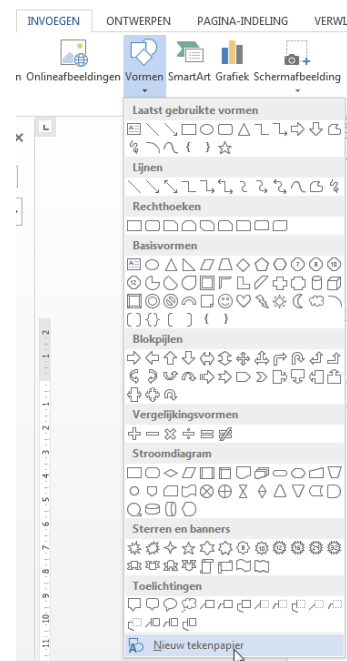 INVOEGEN ONTWERPEN PAGINA-INDELING VERWI
n Onlineafbeeldingen Vormen SmartArt Grafiek Schermafbeelding
Laatst gebruikte vormen
Lijnen
Rechthoeken
Basisvormen
Blokpijlen
Vergelijkingsvormen
Stroomdiagram
Sterren en banners
Toelichtingen
Nieuw tekenpapier